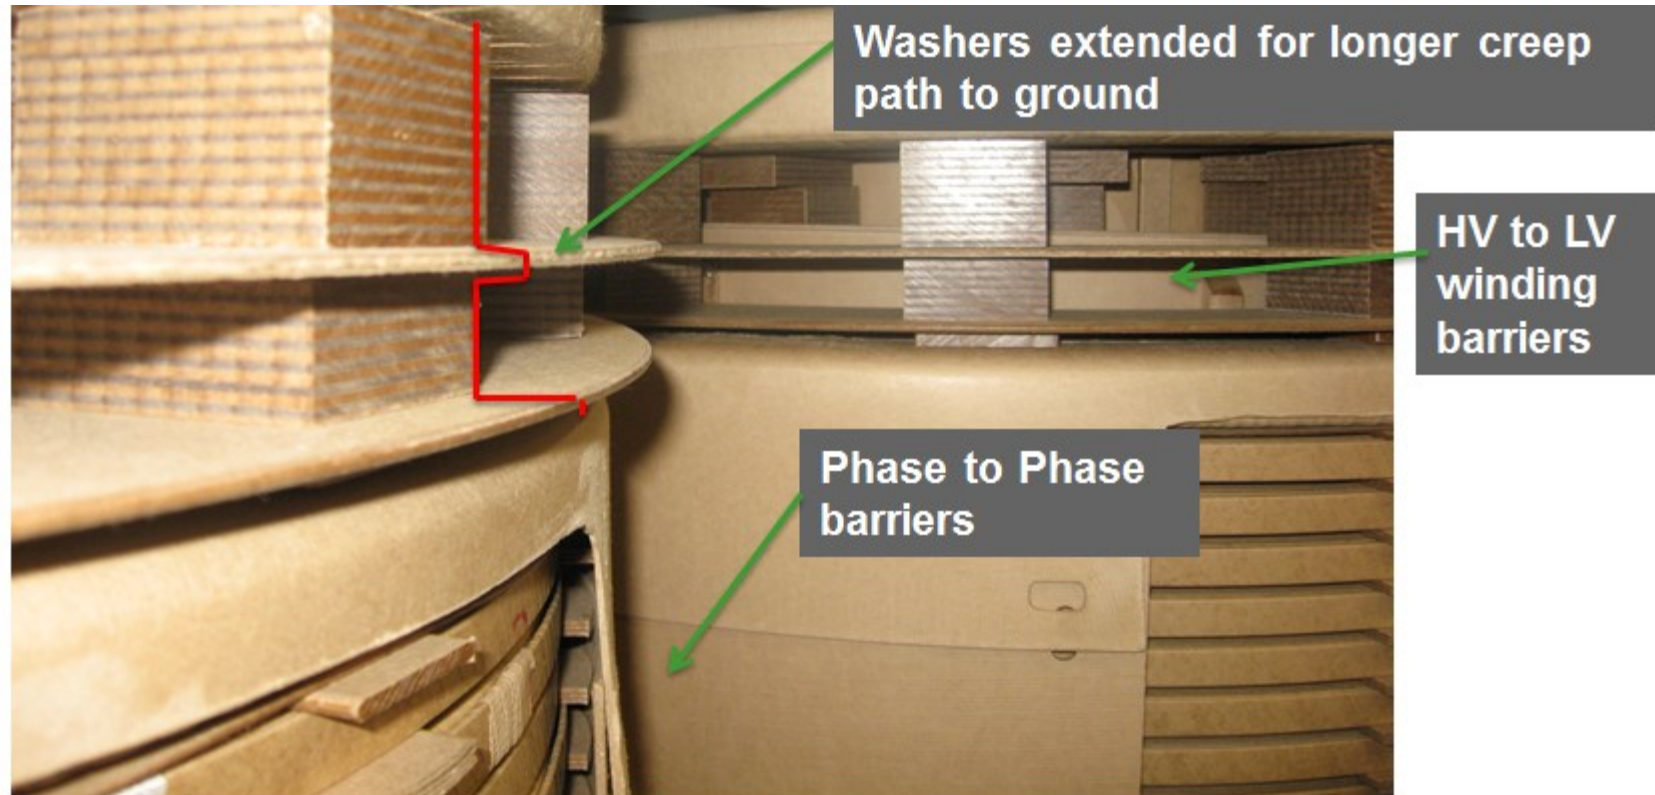 Washers extended for longer creep
path to ground
HV to LV
winding
barriers
Phase to Phase
barriers